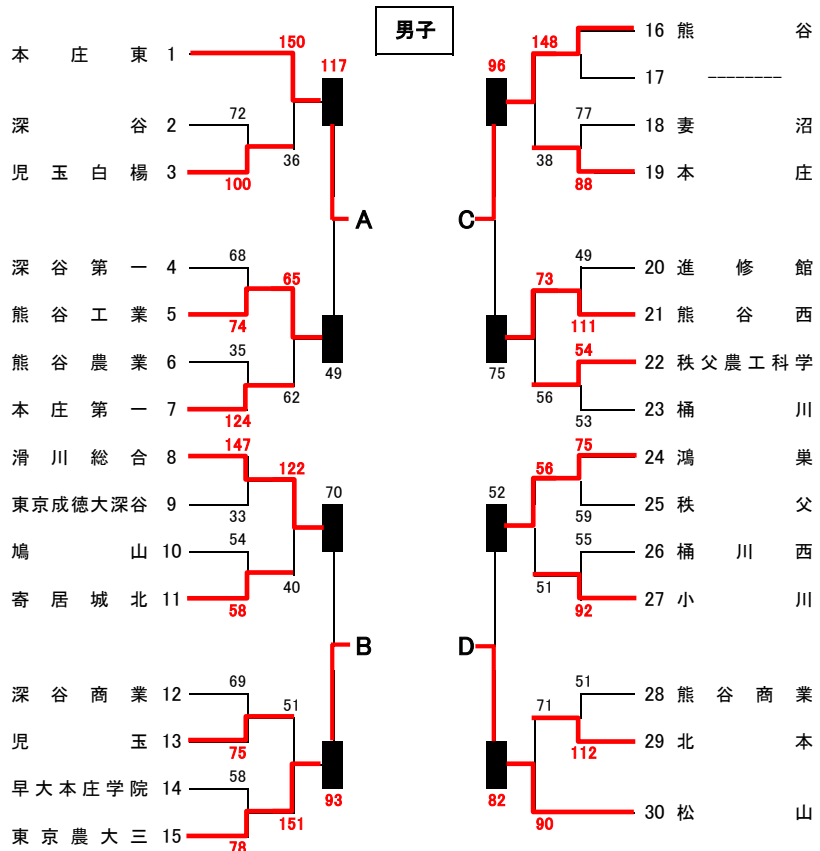 男子
本庄東 1
150
117
深谷 2
72
36
児玉白楊 3
100
A
深谷第一 4
68
65
熊谷工業 5
74
熊谷農業 6
35
62
49
本庄第一 7
124
滑川総合 8
147
122
東京成徳大深谷 9
33
70
鳩山 10
54
40
寄居城北 11
58
B
深谷商業 12
69
51
児玉 13
75
早大本庄学院 14
58
151
93
東京農大三 15
78
96
148
16 熊谷
17 --------
77
18 妻沼
38
88
19 本庄
C
49
20 進修館
73
111
21 熊谷西
75
54
22 秩父農工科学
56
53
23 桶川
75
24 鴻巣
56
59
25 秩父
52
55
26 桶川西
51
92
27 小川
D
51
28 熊谷商業
71
112
29 北本
82
90
30 松山